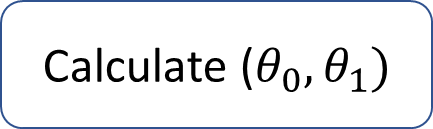 Calculate (θ₀, θ₁)